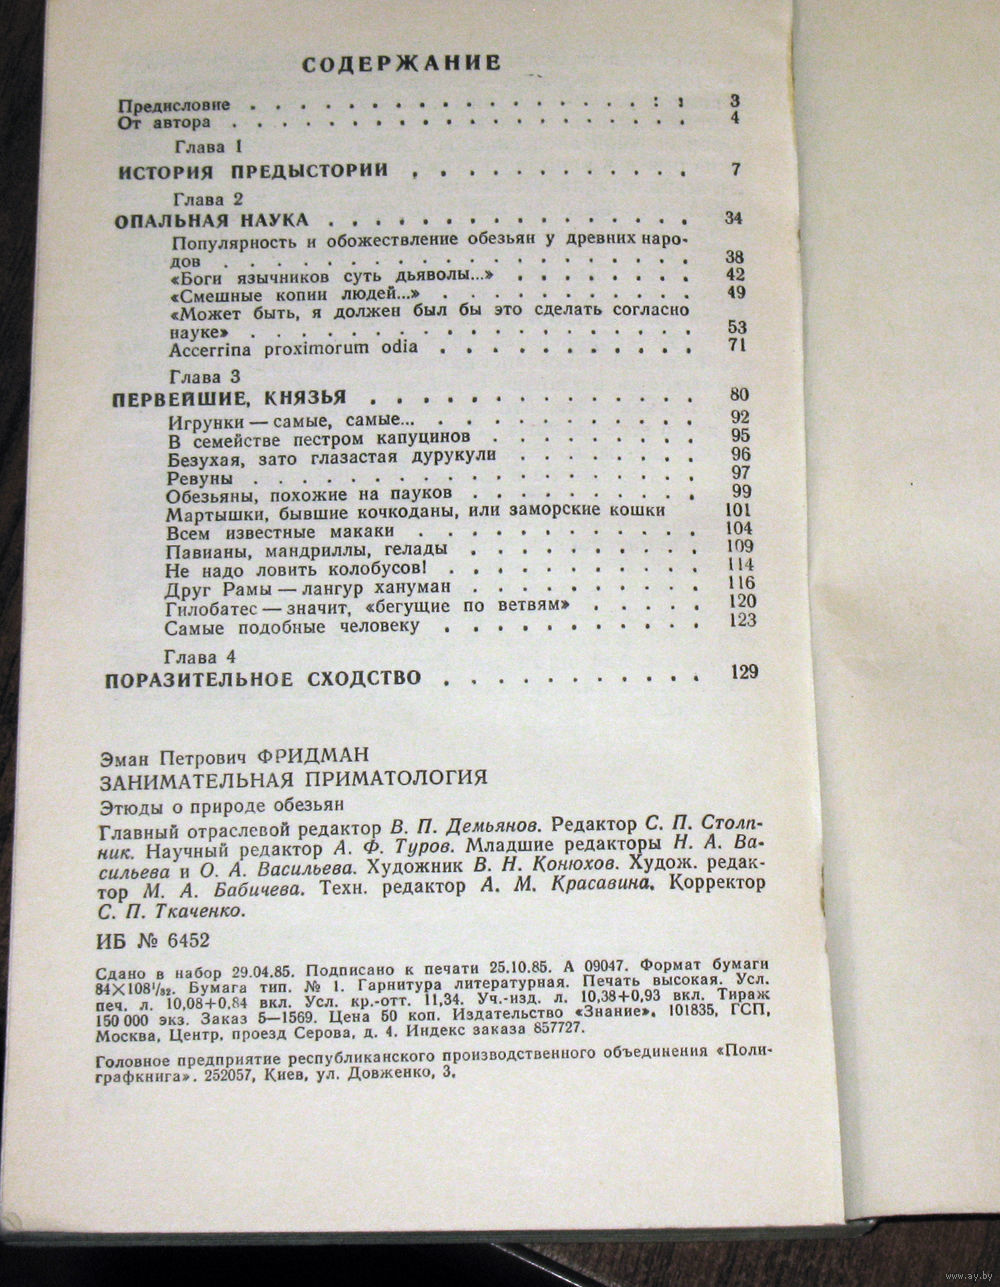 СОДЕРЖАНИЕ
Предисловие . . . . . . . . . . . . . . . . . . 3
От автора . . . . . . . . . . . . . . . . . . . 4
Глава 1
ИСТОРИЯ ПРЕДЫСТОРИИ . . . . . . . . . . 7
Глава 2
ОПАЛЬНАЯ НАУКА . . . . . . . . . . . . . 34
Популярность и обожествление обезьян у древних наро-
дов . . . . . . . . . . . . . . . . . 38
«Боги язычников суть дьяволы...» . . . . . . . 42
«Смешные копии людей...» . . . . . . . . . . 49
«Может быть, я должен был бы это сделать согласно
науке» . . . . . . . . . . . . . . . . 53
Accerrina proximorum odia . . . . . . . . . . 71
Глава 3
ПЕРВЕЙШИЕ, КНЯЗЬЯ . . . . . . . . . . . . 80
Игрунки — самые, самые... . . . . . . . . . . 92
В семействе пестром капуцинов . . . . . . . . 95
Безухая, зато глазастая дурукули . . . . . . . 96
Ревуны . . . . . . . . . . . . . . . . 97
Обезьяны, похожие на пауков . . . . . . . . . 99
Мартышки, бывшие кочкоданы, или заморские кошки 101
Всем известные макаки . . . . . . . . . . . 104
Павианы, мандриллы, гелады . . . . . . . . . 109
Не надо ловить колобусов! . . . . . . . . . . 114
Друг Рамы — лангур хануман . . . . . . . . . 116
Гилобатес — значит, «бегущие по ветвям» . . . . . 120
Самые подобные человеку . . . . . . . . . . 123
Глава 4
ПОРАЗИТЕЛЬНОЕ СХОДСТВО . . . . . . . . . . 129
Эман Петрович ФРИДМАН
ЗАНИМАТЕЛЬНАЯ ПРИМАТОЛОГИЯ
Этюды о природе обезьян
Главный отраслевой редактор В. П. Демьянов. Редактор С. П. Столп-
ник. Научный редактор А. Ф. Туров. Младшие редакторы Н. А. Ва-
сильева и О. А. Васильева. Художник В. Н. Конюхов. Худож. редак-
тор М. А. Бабичева. Техн. редактор А. М. Красавина. Корректор
С. П. Ткаченко.
ИБ № 6452
Сдано в набор 29.04.85. Подписано к печати 25.10.85. А 09047. Формат бумаги
84×108¹/₃₂. Бумага тип. № 1. Гарнитура литературная. Печать высокая. Усл.
печ. л. 10,08+0,84 вкл. Усл. кр.-отт. 11,34. Уч.-изд. л. 10,38+0,93 вкл. Тираж
150 000 экз. Заказ 5—1569. Цена 50 коп. Издательство «Знание». 101835, ГСП,
Москва, Центр, проезд Серова, д. 4. Индекс заказа 857727.
Головное предприятие республиканского производственного объединения «Поли-
графкнига». 252057, Киев, ул. Довженко, 3.
www.ay.by